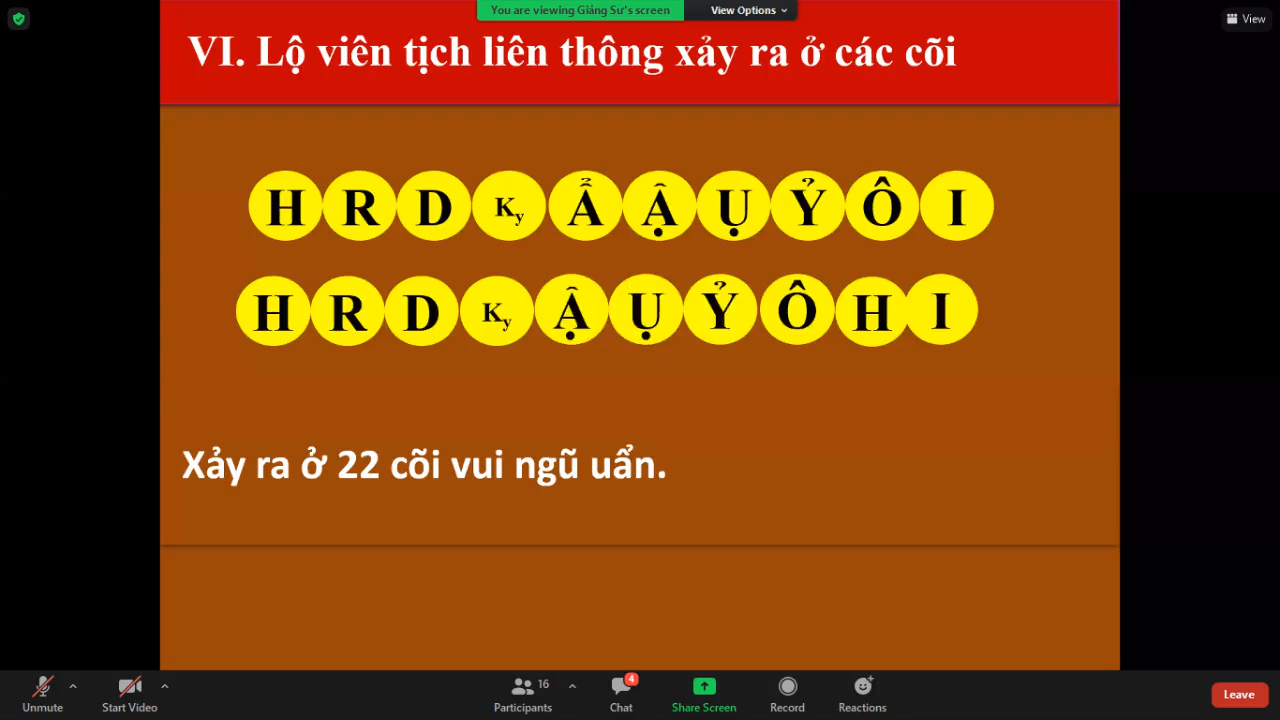 You are viewing Giảng Sư's screen View Options
View
VI. Lộ viên tịch liên thông xảy ra ở các cõi
H R D Ky Ẩ Ậ Ụ Ỷ Ô I
H R D Ky Ậ Ụ Ỷ Ô H I
Xảy ra ở 22 cõi vui ngũ uẩn.
16
4
Unmute Start Video Participants Chat Share Screen Record Reactions Leave